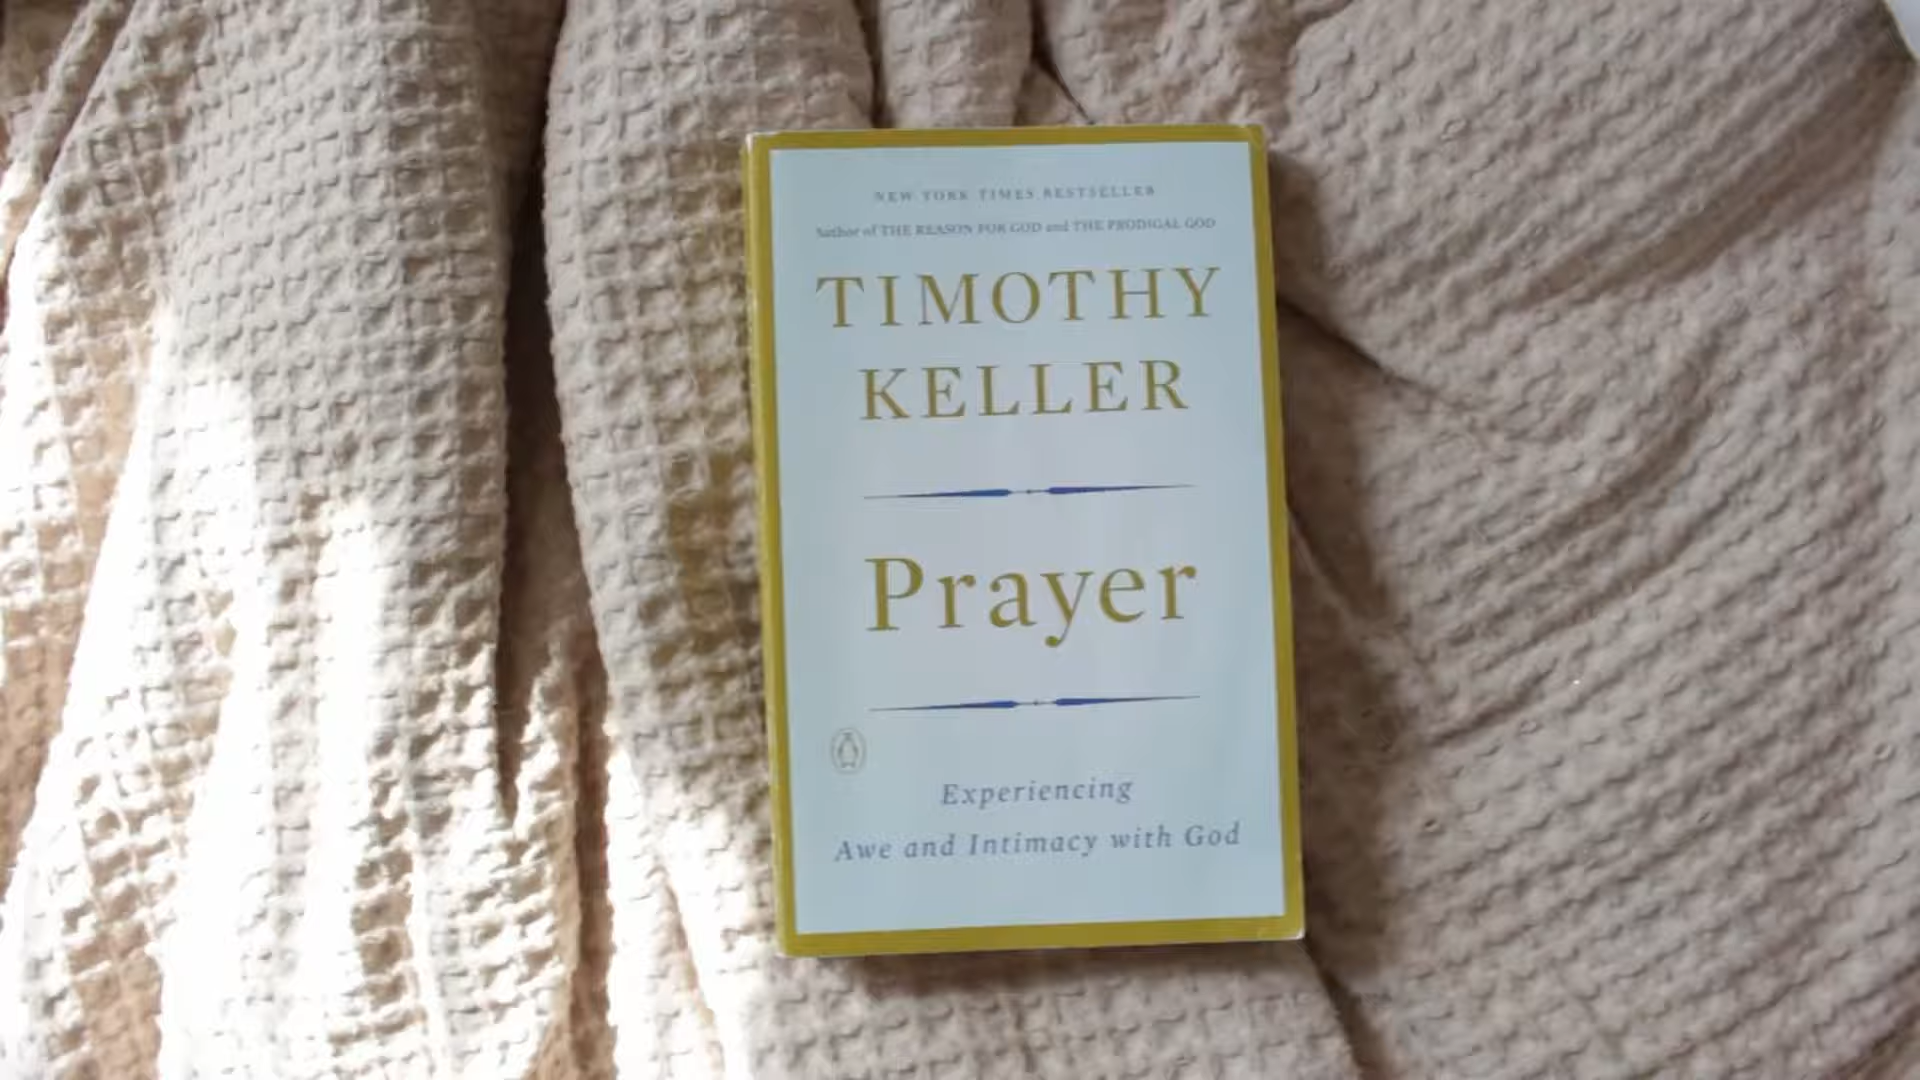 NEW YORK TIMES BESTSELLER
Author of THE REASON FOR GOD and THE PRODIGAL GOD
TIMOTHY
KELLER
Prayer
Experiencing
Awe and Intimacy with God